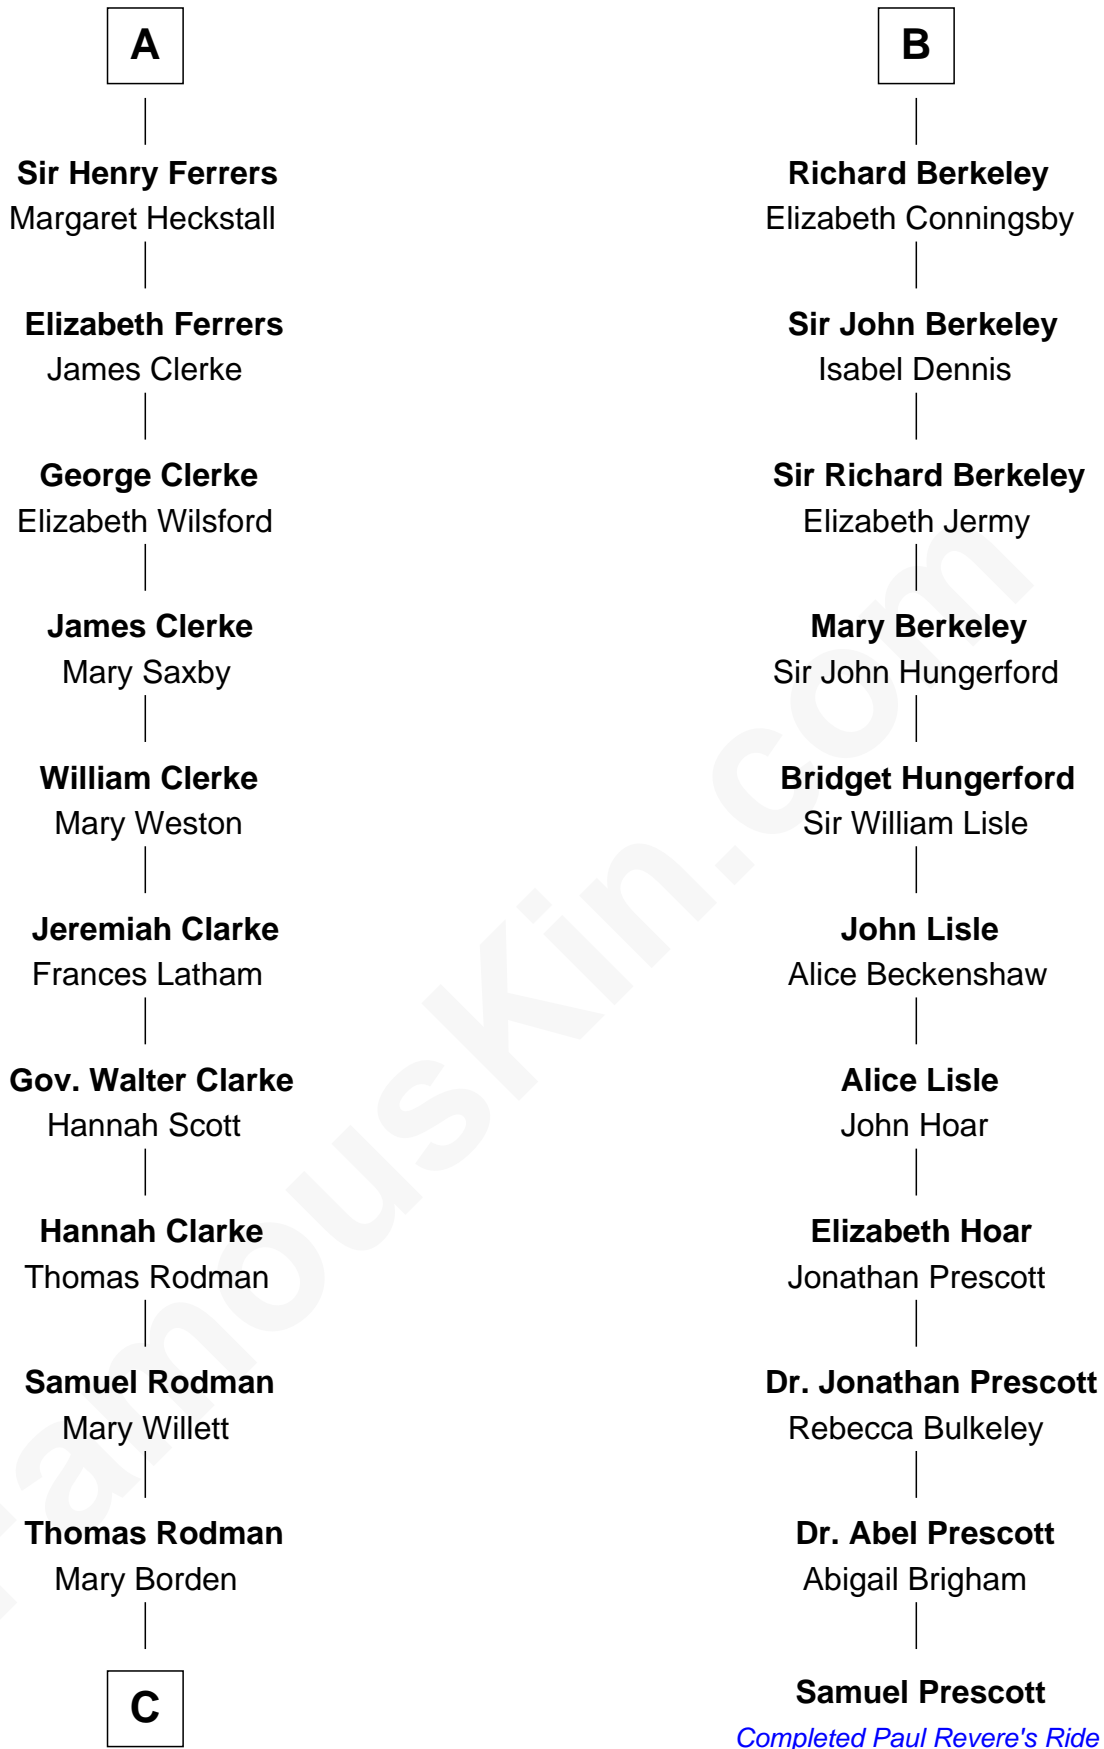 A
Sir Henry Ferrers
Margaret Heckstall
Elizabeth Ferrers
James Clerke
George Clerke
Elizabeth Wilsford
James Clerke
Mary Saxby
William Clerke
Mary Weston
Jeremiah Clarke
Frances Latham
Gov. Walter Clarke
Hannah Scott
Hannah Clarke
Thomas Rodman
Samuel Rodman
Mary Willett
Thomas Rodman
Mary Borden
C
B
Richard Berkeley
Elizabeth Conningsby
Sir John Berkeley
Isabel Dennis
Sir Richard Berkeley
Elizabeth Jermy
Mary Berkeley
Sir John Hungerford
Bridget Hungerford
Sir William Lisle
John Lisle
Alice Beckenshaw
Alice Lisle
John Hoar
Elizabeth Hoar
Jonathan Prescott
Dr. Jonathan Prescott
Rebecca Bulkeley
Dr. Abel Prescott
Abigail Brigham
Samuel Prescott
Completed Paul Revere's Ride
FamousKin.com